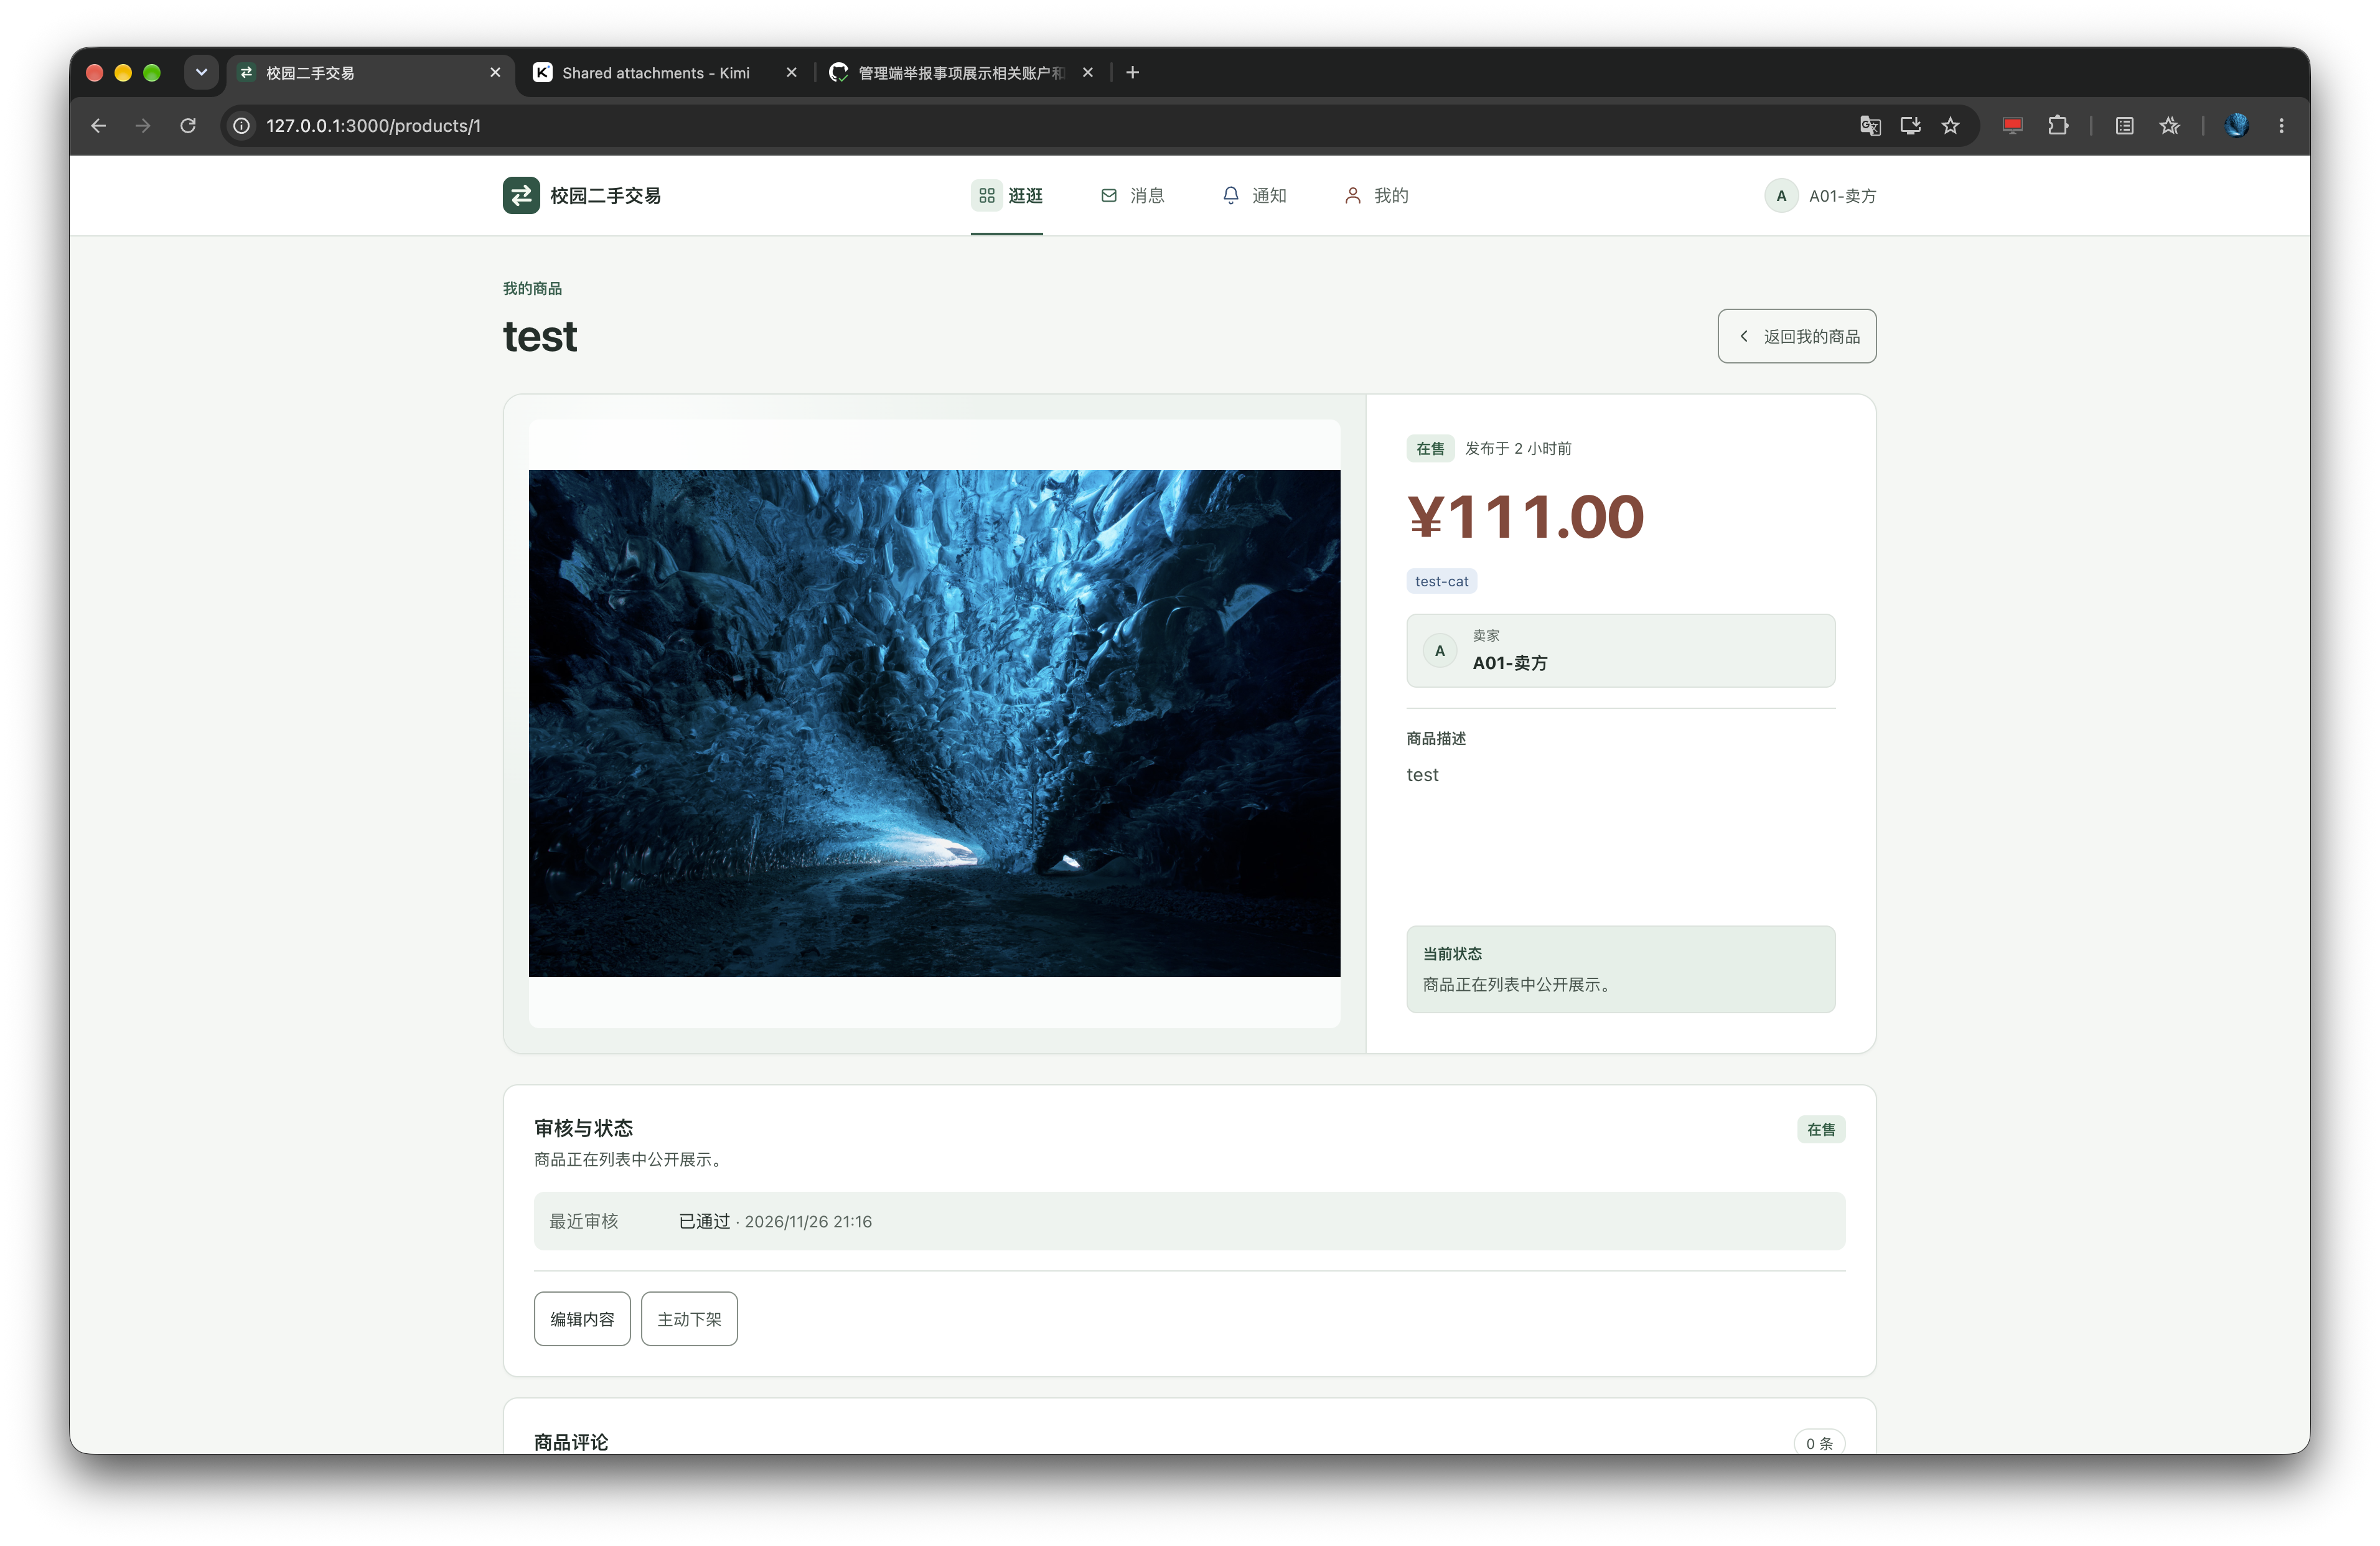 校园二手交易
Shared attachments - Kimi
管理端举报事项展示相关账户和
127.0.0.1:3000/products/1
校园二手交易
逛逛
消息
通知
我的
A
A01-卖方
我的商品
test
返回我的商品
在售
发布于 2 小时前
¥111.00
test-cat
A
卖家
A01-卖方
商品描述
test
当前状态
商品正在列表中公开展示。
审核与状态
在售
商品正在列表中公开展示。
最近审核
已通过 · 2026/11/26 21:16
编辑内容
主动下架
商品评论
0 条